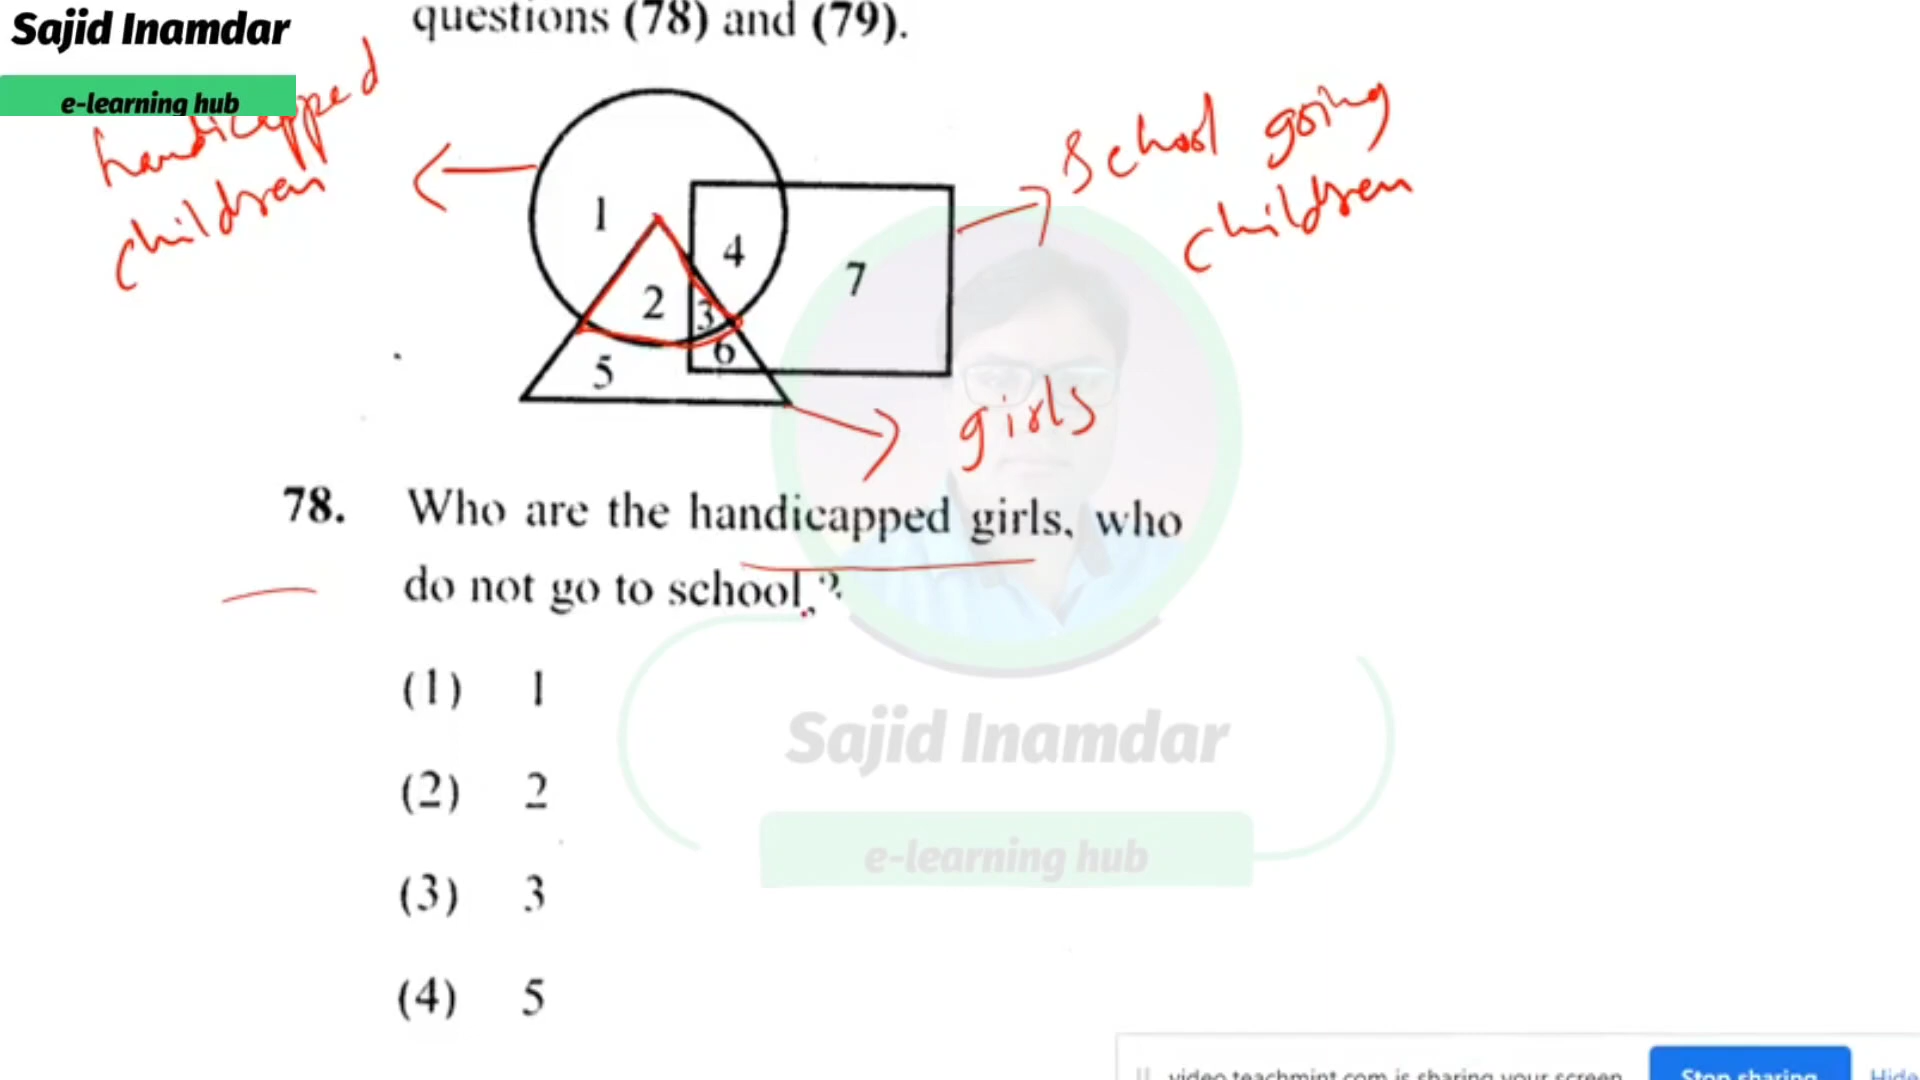 Sajid Inamdar
e-learning hub
questions (78) and (79).
handicapped
children
School going
children
1
4
7
2
3
6
5
girls
78. Who are the handicapped girls, who
do not go to school,?
(1) 1
(2) 2
(3) 3
(4) 5
Sajid Inamdar
e-learning hub
video.teachmint.com is sharing your screen.
Stop sharing
Hide